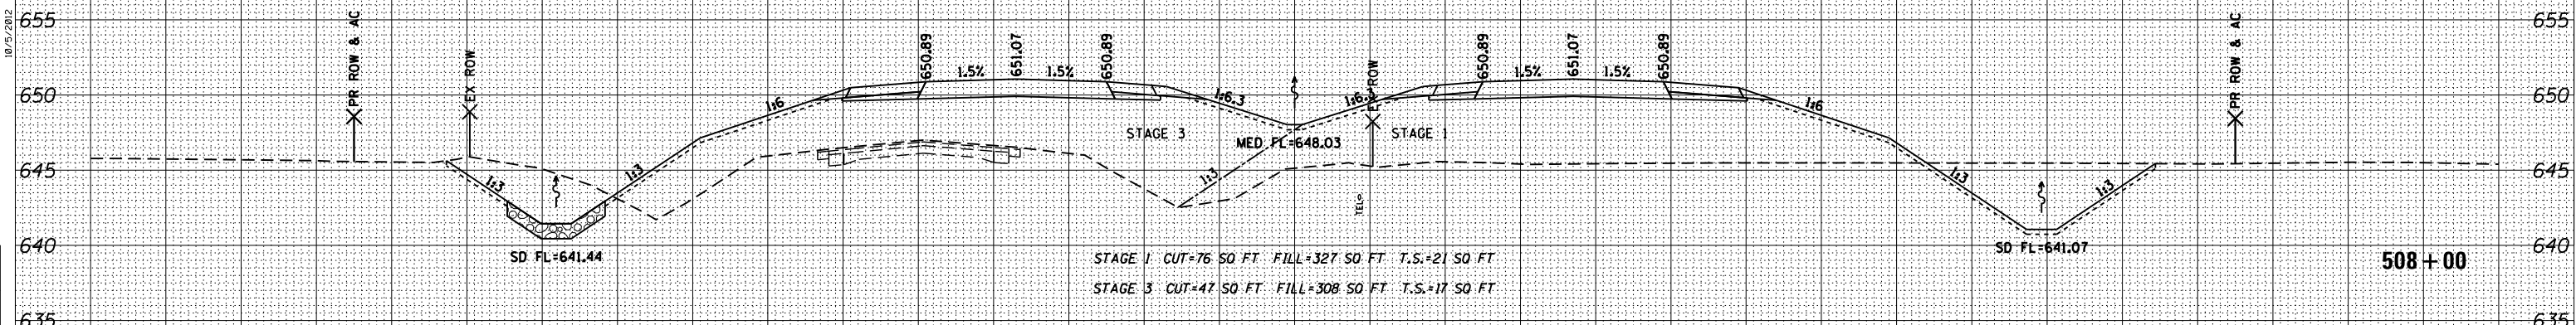 10/5/2012
655
655
PR ROW & AC
EX ROW
650.89
1.5%
651.07
1.5%
650.89
EX ROW
650.89
1.5%
651.07
1.5%
650.89
PR ROW & AC
650
1:6
1:6.3
1:6.3
1:6
650
STAGE 3
MED FL=648.03
STAGE 1
645
1:3
1:3
1:3
TEL
1:3
1:3
645
640
SD FL=641.44
SD FL=641.07
640
STAGE 1 CUT=76 SQ FT FILL=327 SQ FT T.S.=21 SQ FT
508+00
STAGE 3 CUT=47 SQ FT FILL=308 SQ FT T.S.=17 SQ FT
635
635